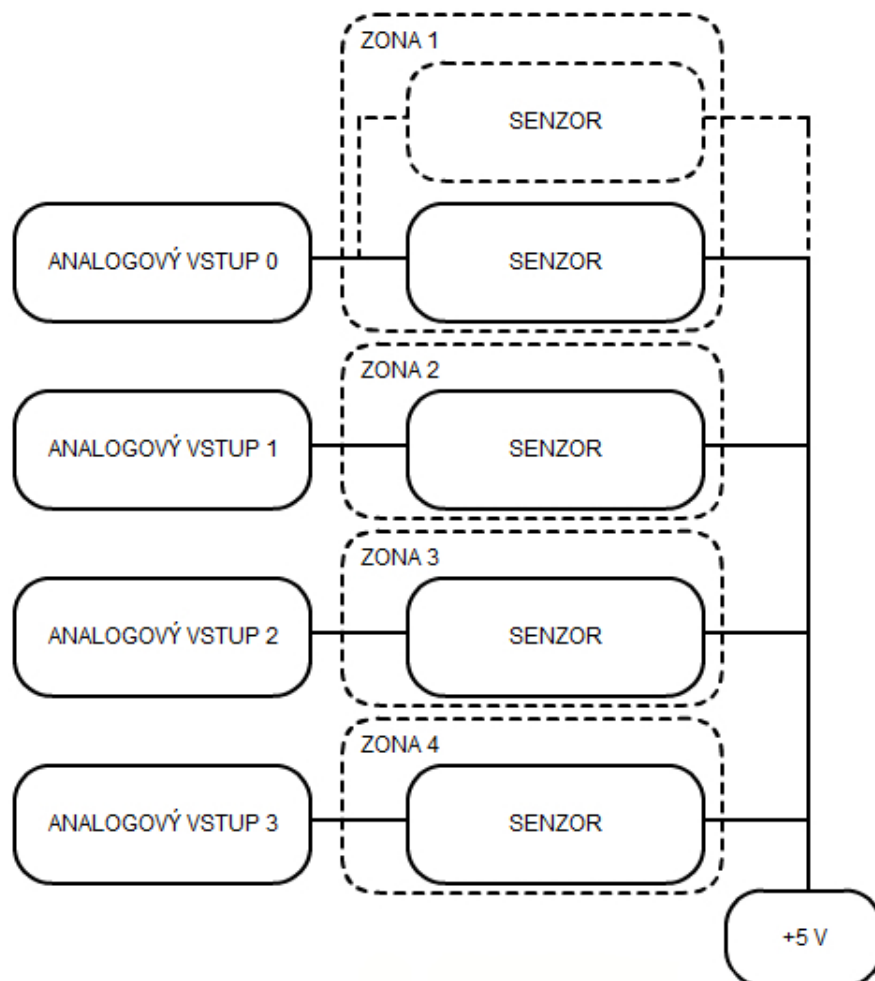 ZONA 1
SENZOR
ANALOGOVÝ VSTUP 0
SENZOR
ZONA 2
ANALOGOVÝ VSTUP 1
SENZOR
ZONA 3
ANALOGOVÝ VSTUP 2
SENZOR
ZONA 4
ANALOGOVÝ VSTUP 3
SENZOR
+5 V